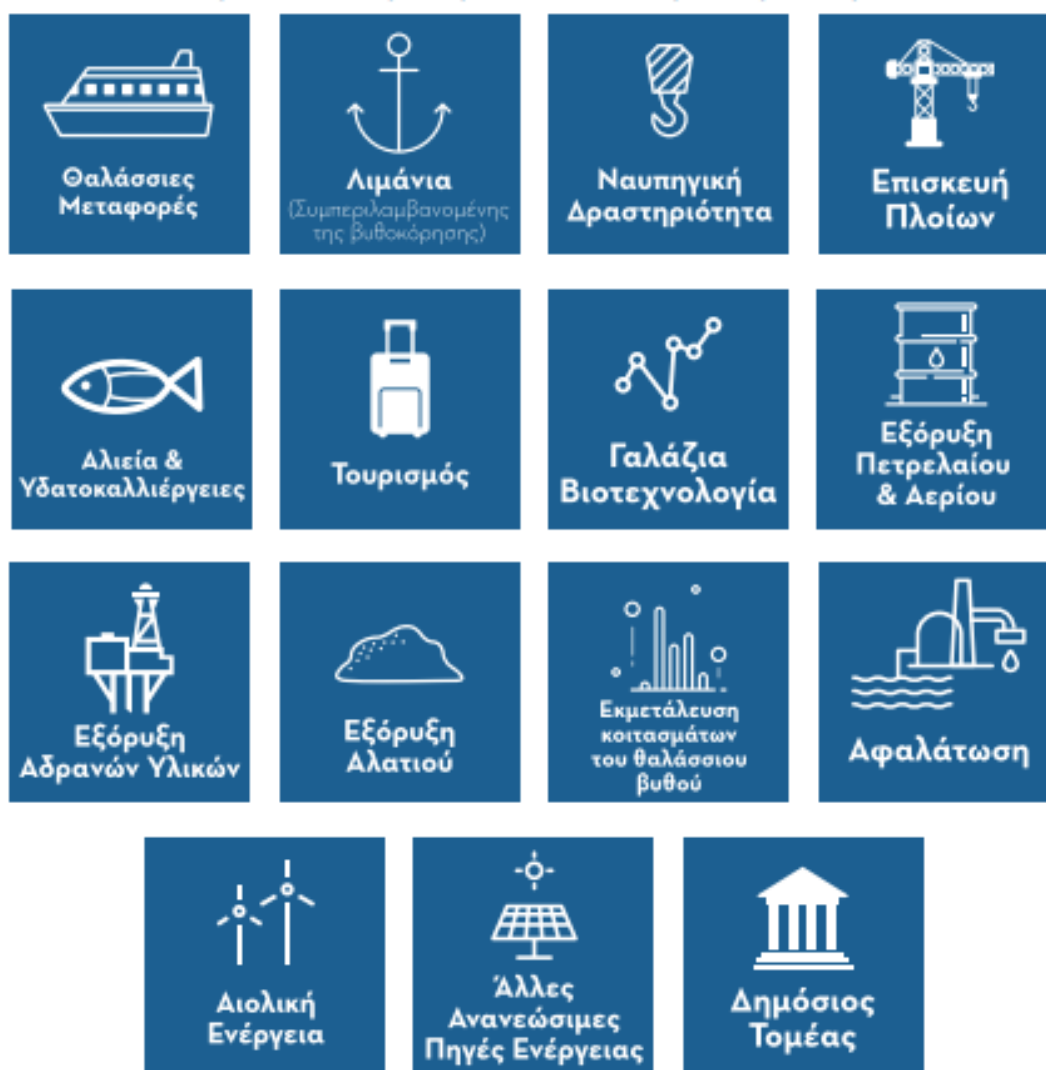 Θαλάσσιες
Μεταφορές
Λιμάνια
(Συμπεριλαμβανομένης
της βυθοκόρησης)
Ναυπηγική
Δραστηριότητα
Επισκευή
Πλοίων
Αλιεία &
Υδατοκαλλιέργειες
Τουρισμός
Γαλάζια
Βιοτεχνολογία
Εξόρυξη
Πετρελαίου
& Αερίου
Εξόρυξη
Αδρανών Υλικών
Εξόρυξη
Αλατιού
Εκμετάλευση
κοιτασμάτων
του θαλάσσιου
βυθού
Αφαλάτωση
Αιολική
Ενέργεια
Άλλες
Ανανεώσιμες
Πηγές Ενέργειας
Δημόσιος
Τομέας